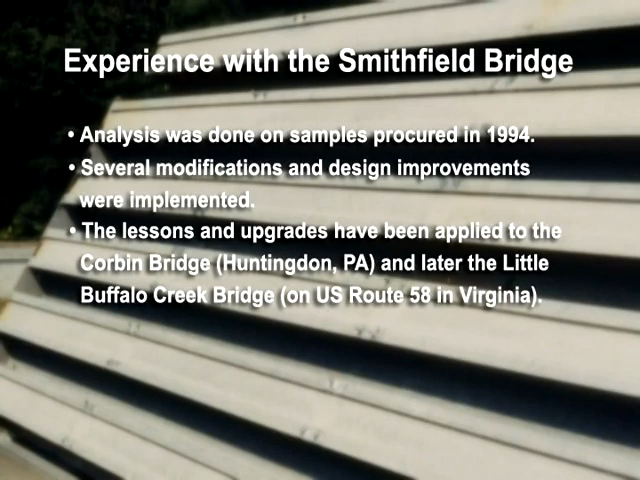 Experience with the Smithfield Bridge
• Analysis was done on samples procured in 1994.
• Several modifications and design improvements
were implemented.
• The lessons and upgrades have been applied to the
Corbin Bridge (Huntingdon, PA) and later the Little
Buffalo Creek Bridge (on US Route 58 in Virginia).